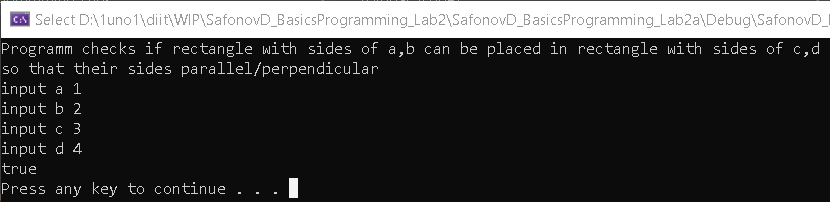 Select D:\1uno1\diit\WIP\SafonovD_BasicsProgramming_Lab2\SafonovD_BasicsProgramming_Lab2a\Debug\SafonovD_
Programm checks if rectangle with sides of a,b can be placed in rectangle with sides of c,d
so that their sides parallel/perpendicular
input a 1
input b 2
input c 3
input d 4
true
Press any key to continue . . .